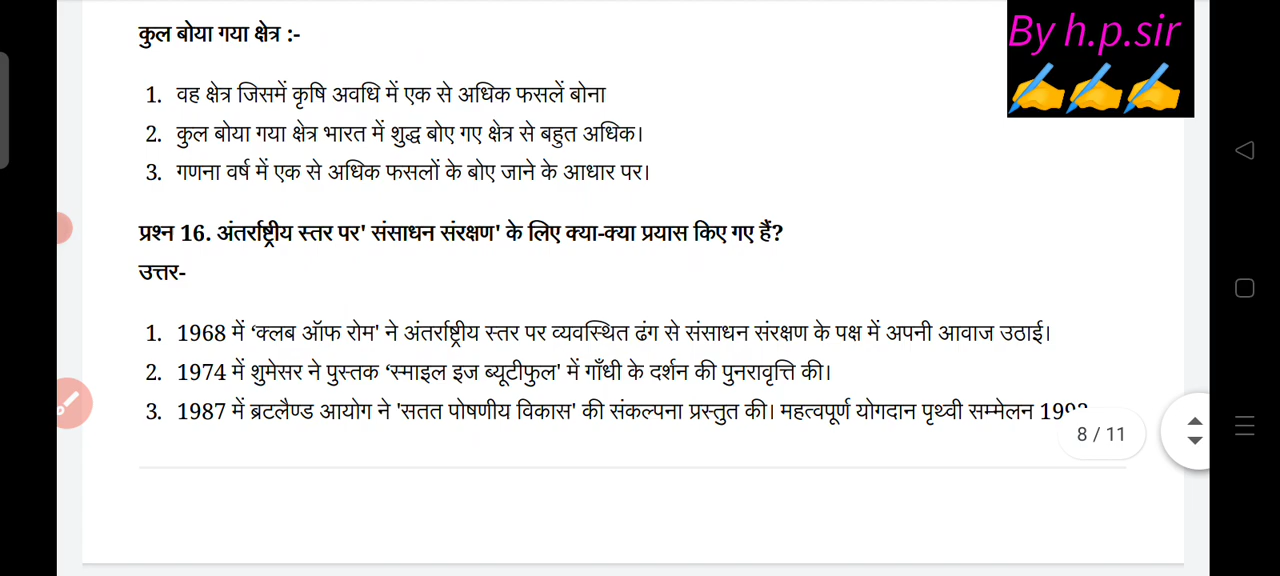 कुल बोया गया क्षेत्र :-
By h.p.sir
1. वह क्षेत्र जिसमें कृषि अवधि में एक से अधिक फसलें बोना
2. कुल बोया गया क्षेत्र भारत में शुद्ध बोए गए क्षेत्र से बहुत अधिक।
3. गणना वर्ष में एक से अधिक फसलों के बोए जाने के आधार पर।
प्रश्न 16. अंतर्राष्ट्रीय स्तर पर' संसाधन संरक्षण' के लिए क्या-क्या प्रयास किए गए हैं?
उत्तर-
1. 1968 में ‘क्लब ऑफ रोम' ने अंतर्राष्ट्रीय स्तर पर व्यवस्थित ढंग से संसाधन संरक्षण के पक्ष में अपनी आवाज उठाई।
2. 1974 में शुमेसर ने पुस्तक ‘स्माइल इज ब्यूटीफुल' में गाँधी के दर्शन की पुनरावृत्ति की।
3. 1987 में ब्रटलैण्ड आयोग ने 'सतत पोषणीय विकास' की संकल्पना प्रस्तुत की। महत्वपूर्ण योगदान पृथ्वी सम्मेलन
8 / 11